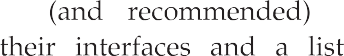 (and recommended)
their interfaces and a list